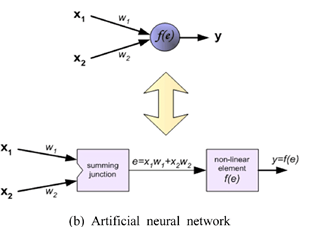 x1 w1
f(e) y
x2 w2
x1 w1
summing junction
e=x1w1+x2w2
non-linear element f(e)
y=f(e)
x2 w2
(b) Artificial neural network